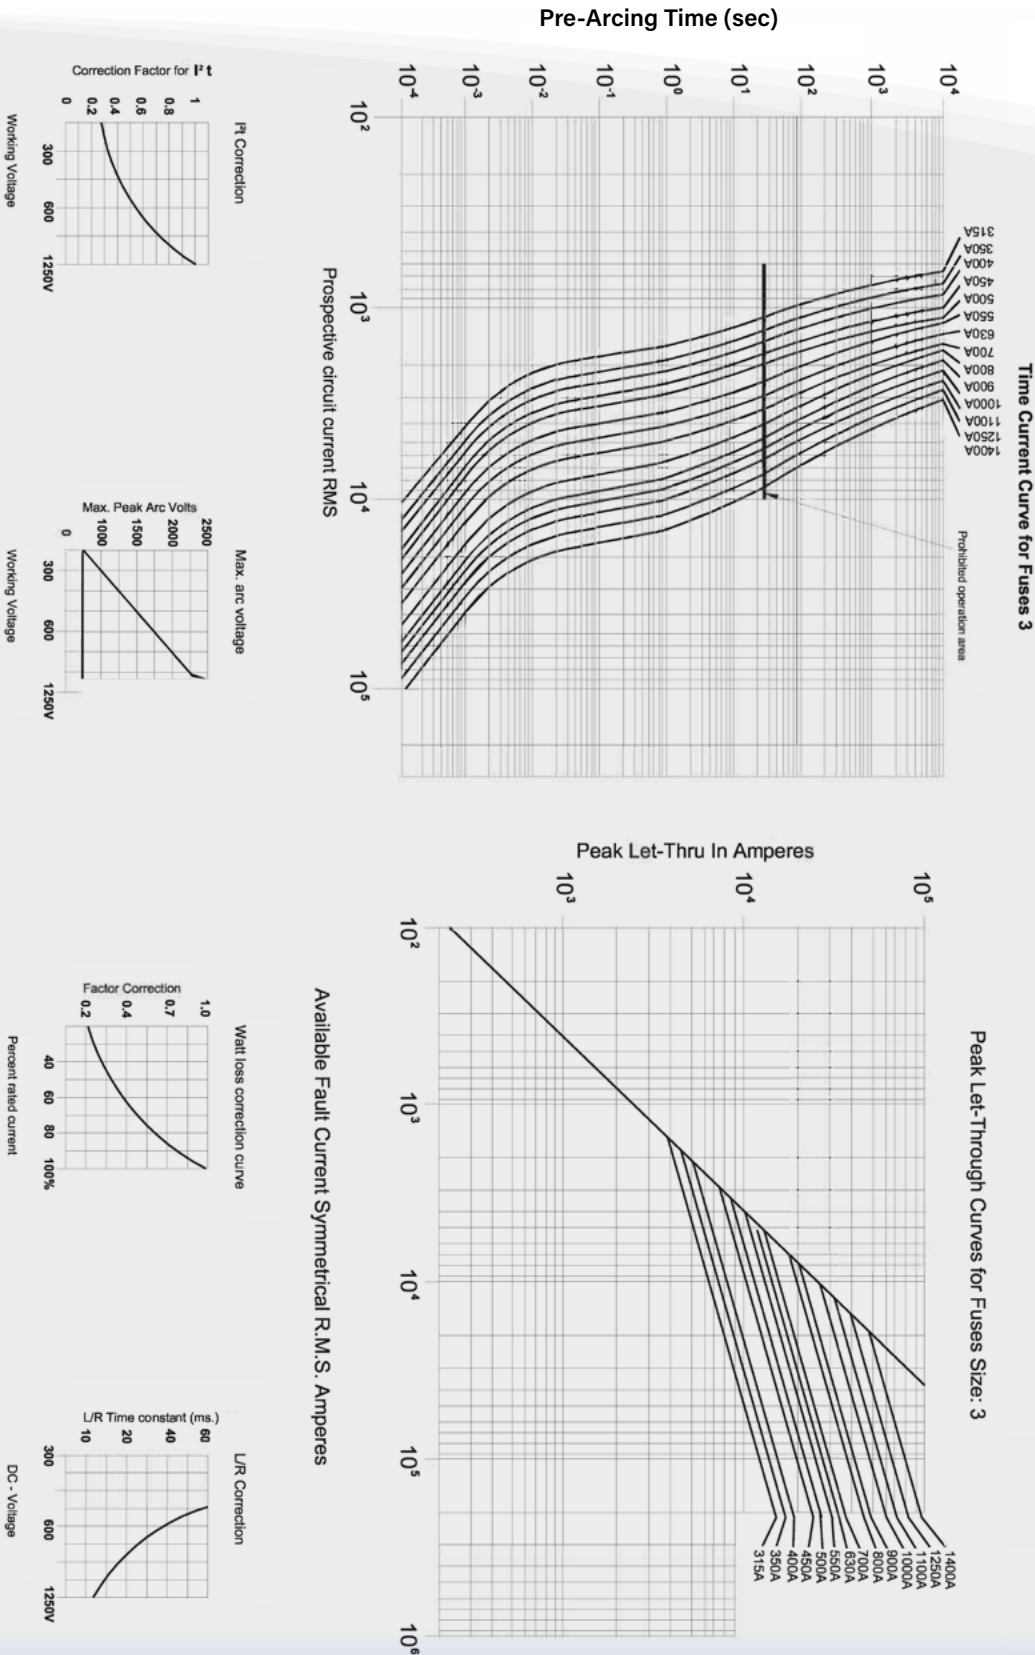 Pre-Arcing Time (sec)
Time Current Curve for Fuses 3
10⁴
10³
10²
10¹
10⁰
10⁻¹
10⁻²
10⁻³
10⁻⁴
10²
10³
10⁴
10⁵
315A
350A
400A
450A
500A
550A
630A
700A
800A
900A
1000A
1100A
1250A
1400A
Prohibited operation area
Prospective circuit current RMS
I²t Correction
Correction Factor for I² t
1
0.8
0.6
0.4
0.2
0
300
600
1250V
Working Voltage
Max. arc voltage
Max. Peak Arc Volts
2500
2000
1500
1000
0
300
600
1250V
Working Voltage
Peak Let-Through Curves for Fuses Size: 3
Peak Let-Thru In Amperes
10⁵
10⁴
10³
10²
10³
10⁴
10⁵
10⁶
1400A
1250A
1100A
1000A
900A
800A
700A
630A
550A
500A
450A
400A
350A
315A
Available Fault Current Symmetrical R.M.S. Amperes
Watt loss correction curve
Factor Correction
1.0
0.7
0.4
0.2
40
60
80
100%
Percent rated current
L/R Correction
L/R Time constant (ms.)
60
40
20
10
300
600
1250V
DC - Voltage